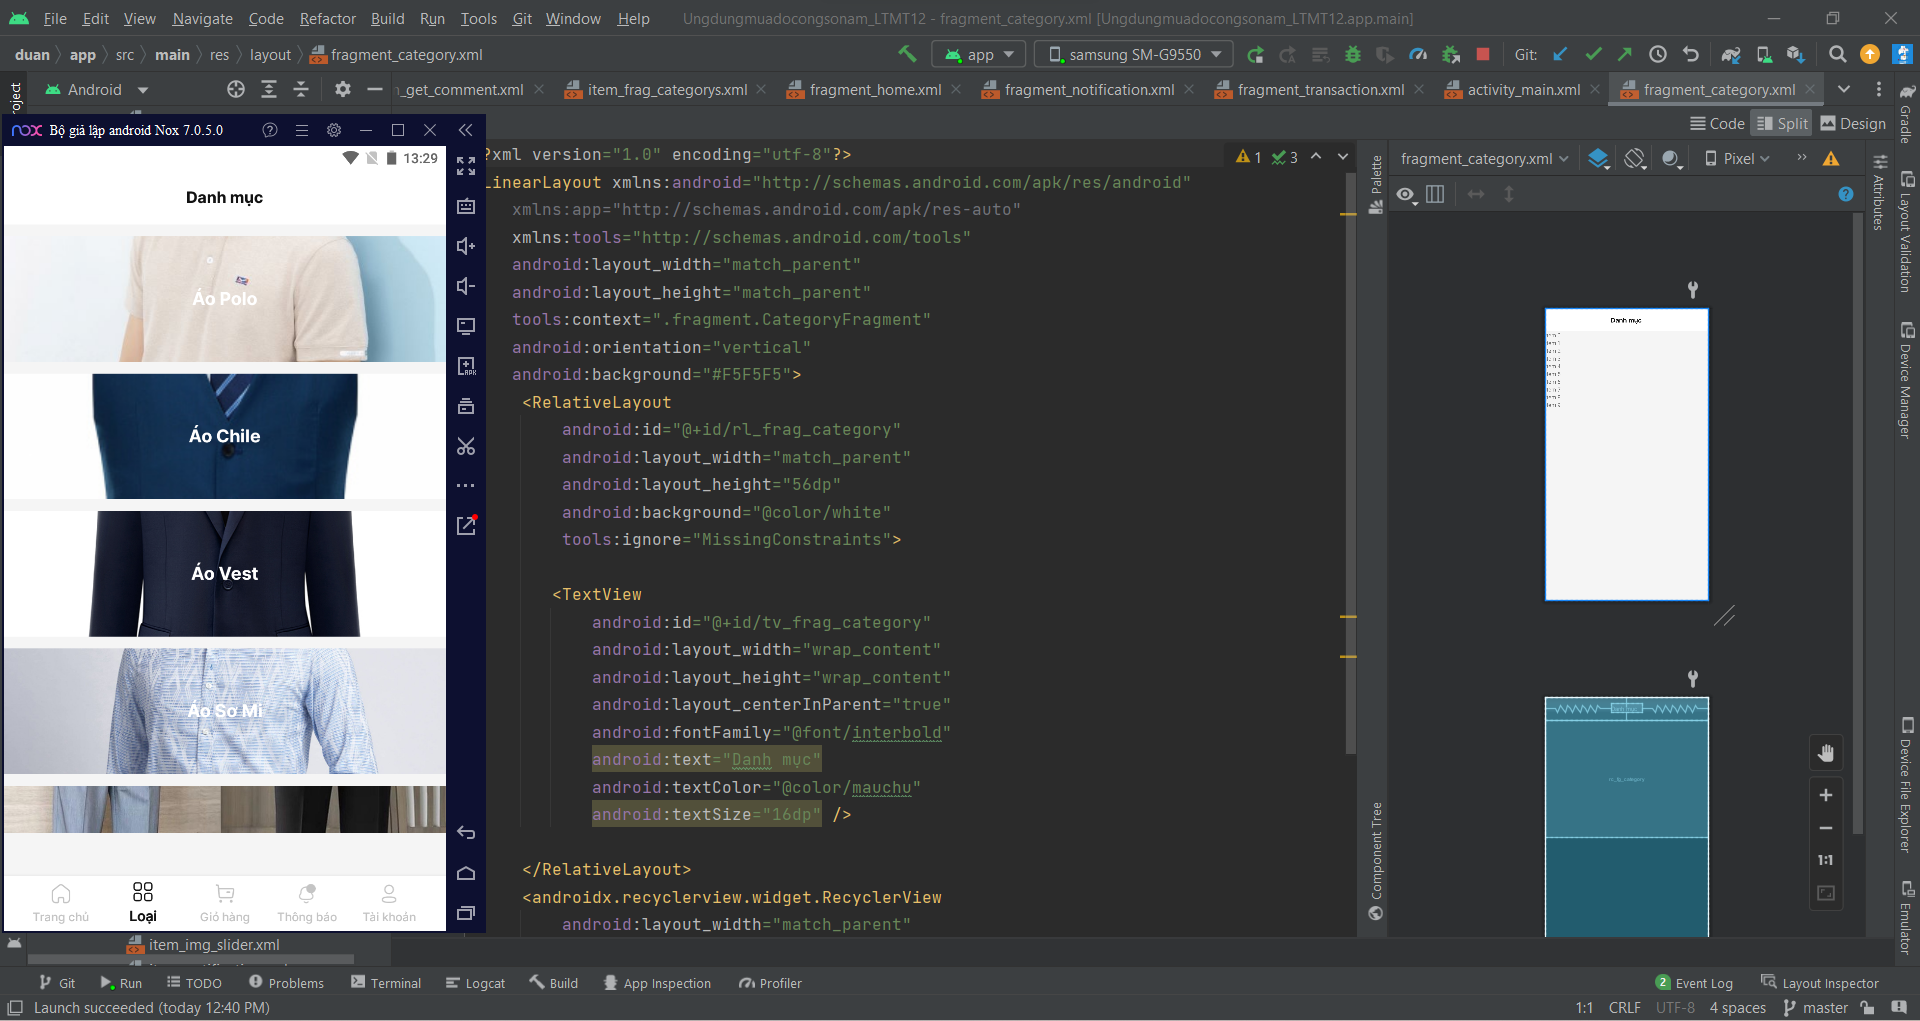 File Edit View Navigate Code Refactor Build Run Tools Git Window Help Ungdungmuadocongsonam_LTMT12 - fragment_category.xml [Ungdungmuadocongsonam_LTMT12.app.main]
duan app src main res layout fragment_category.xml app samsung SM-G9550 Git:
Android _get_comment.xml item_frag_categorys.xml fragment_home.xml fragment_notification.xml fragment_transaction.xml activity_main.xml fragment_category.xml
Code Split Design
nox Bộ giả lập android Nox 7.0.5.0
13:29
Danh mục
Áo Polo
Áo Chile
Áo Vest
Áo Sơ Mi
Trang chủ Loại Giỏ hàng Thông báo Tài khoản
?xml version="1.0" encoding="utf-8"?>
LinearLayout xmlns:android="http://schemas.android.com/apk/res/android"
xmlns:app="http://schemas.android.com/apk/res-auto"
xmlns:tools="http://schemas.android.com/tools"
android:layout_width="match_parent"
android:layout_height="match_parent"
tools:context=".fragment.CategoryFragment"
android:orientation="vertical"
android:background="#F5F5F5">
<RelativeLayout
android:id="@+id/rl_frag_category"
android:layout_width="match_parent"
android:layout_height="56dp"
android:background="@color/white"
tools:ignore="MissingConstraints">
<TextView
android:id="@+id/tv_frag_category"
android:layout_width="wrap_content"
android:layout_height="wrap_content"
android:layout_centerInParent="true"
android:fontFamily="@font/interbold"
android:text="Danh mục"
android:textColor="@color/mauchu"
android:textSize="16dp" />
</RelativeLayout>
<androidx.recyclerview.widget.RecyclerView
android:layout_width="match_parent"
1 3
Palette
Component Tree
fragment_category.xml Pixel
Danh mục
1:1
Attributes
Gradle
Layout Validation
Device Manager
Device File Explorer
Emulator
item_img_slider.xml
Git Run TODO Problems Terminal Logcat Build App Inspection Profiler 2 Event Log Layout Inspector
Launch succeeded (today 12:40 PM) 1:1 CRLF UTF-8 4 spaces master